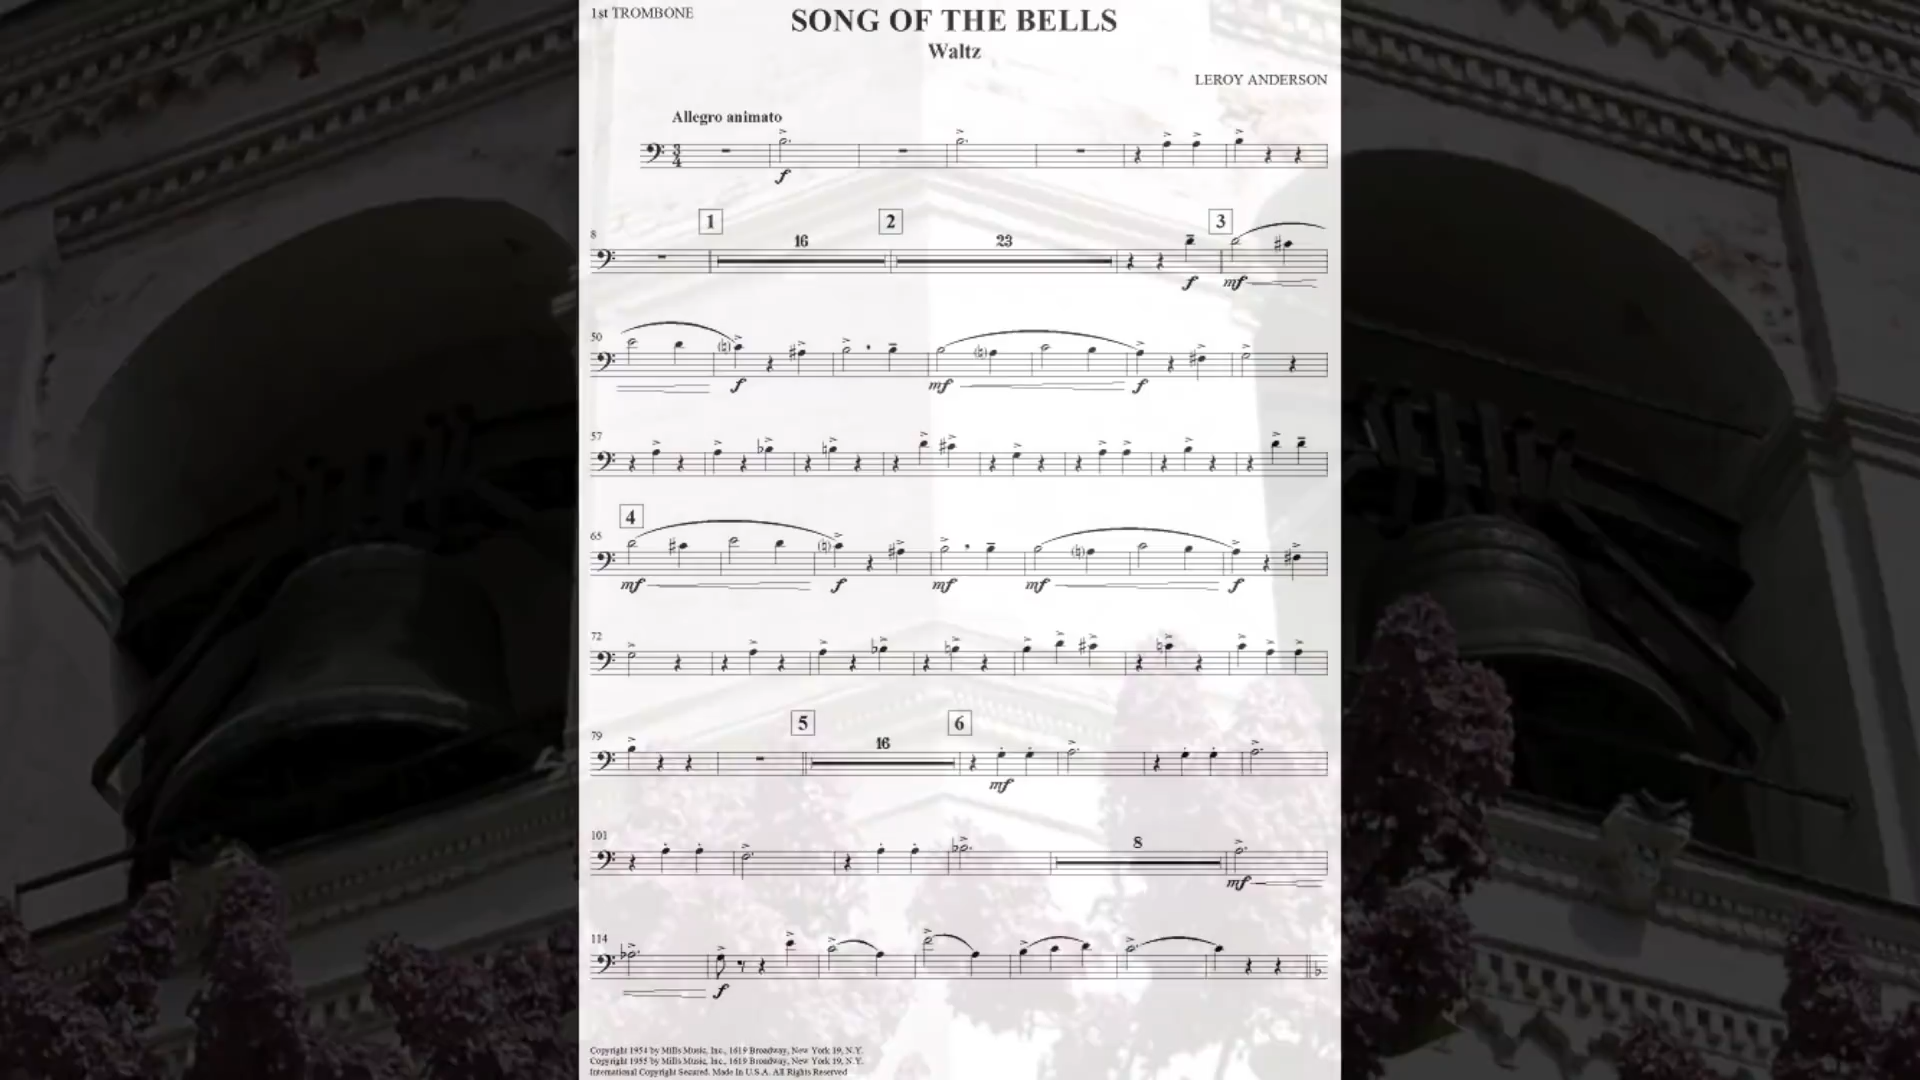 1st TROMBONE
SONG OF THE BELLS
Waltz
LEROY ANDERSON
Allegro animato
3
4
f
8
1
16
2
23
3
f mf
50
f mf f
57
4
65
mf f mf mf f
72
79
5
16
6
mf
101
8
mf
114
f
Copyright 1954 by Mills Music, Inc., 1619 Broadway, New York 19, N.Y.
Copyright 1955 by Mills Music, Inc., 1619 Broadway, New York 19, N.Y.
International Copyright Secured. Made In U.S.A. All Rights Reserved